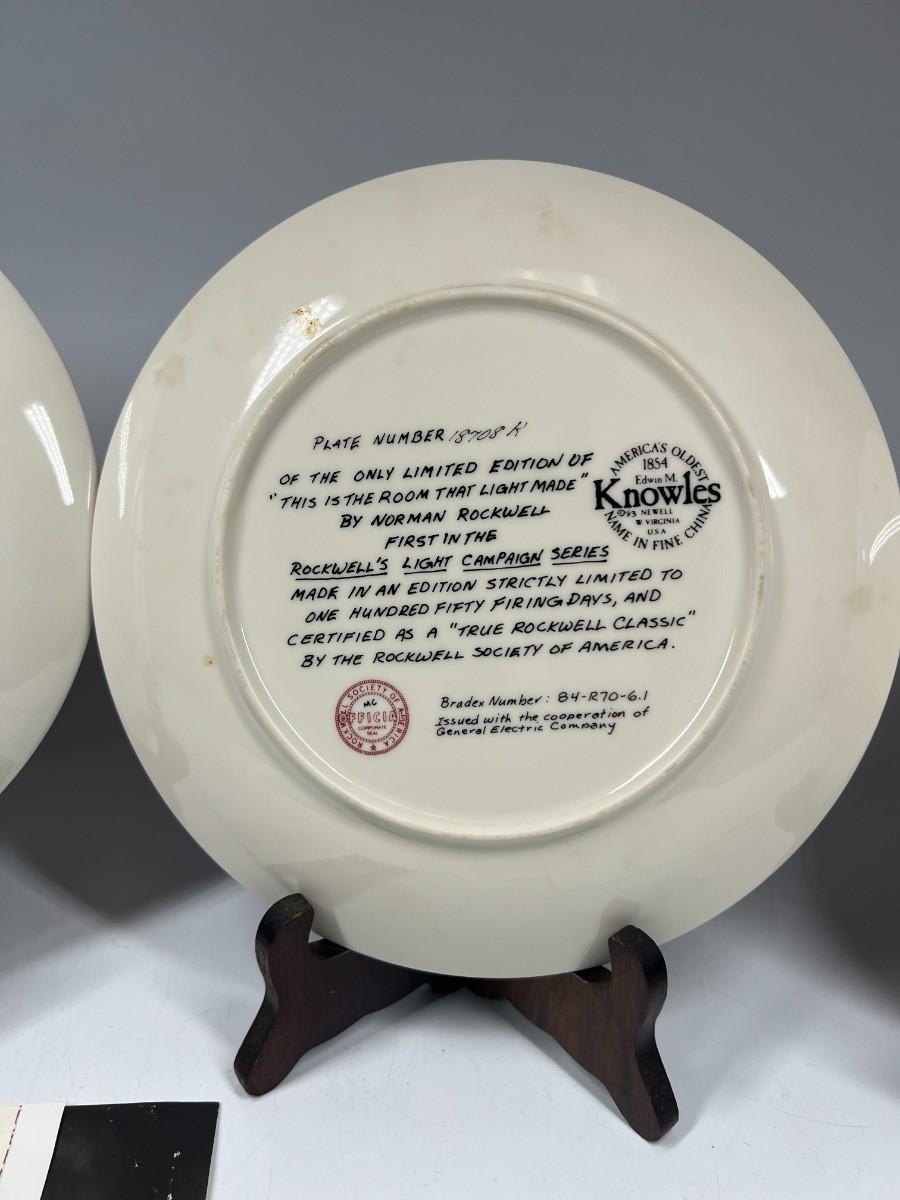 PLATE NUMBER 18708 K
OF THE ONLY LIMITED EDITION OF
"THIS IS THE ROOM THAT LIGHT MADE"
BY NORMAN ROCKWELL
FIRST IN THE
ROCKWELL'S LIGHT CAMPAIGN SERIES
MADE IN AN EDITION STRICTLY LIMITED TO
ONE HUNDRED FIFTY FIRING DAYS, AND
CERTIFIED AS A "TRUE ROCKWELL CLASSIC"
BY THE ROCKWELL SOCIETY OF AMERICA.
AMERICA'S OLDEST
1854
Edwin M.
Knowles
NEWELL
W VIRGINIA
U.S.A
NAME IN FINE CHINA
ROCKWELL SOCIETY OF AMERICA
MC
OFFICIAL
CORPORATE
SEAL
Bradex Number: 84-R70-6.1
Issued with the cooperation of
General Electric Company